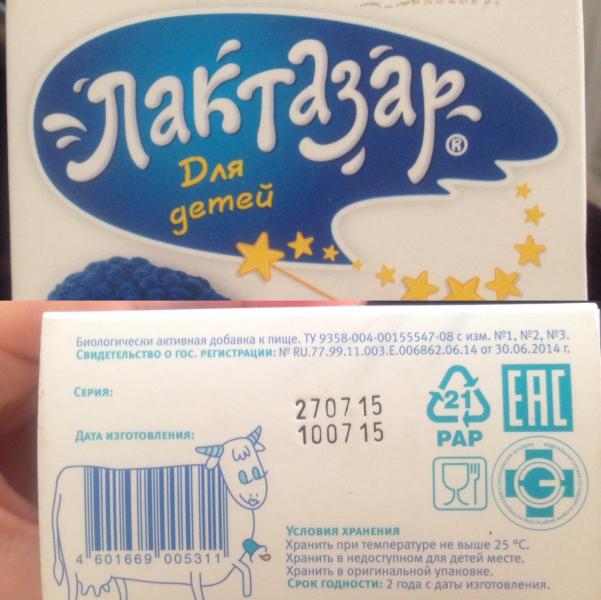 Лактазар®
Для
детей
Биологически активная добавка к пище. ТУ 9358-004-00155547-08 с изм. №1, №2, №3.
Свидетельство о гос. регистрации: № RU.77.99.11.003.Е.006862.06.14 от 30.06.2014 г.
Серия: 270715
Дата изготовления: 100715
21
PAP
EAC
4 601669 005311
Условия хранения
Хранить при температуре не выше 25 °C.
Хранить в недоступном для детей месте.
Хранить в оригинальной упаковке.
Срок годности: 2 года с даты изготовления.